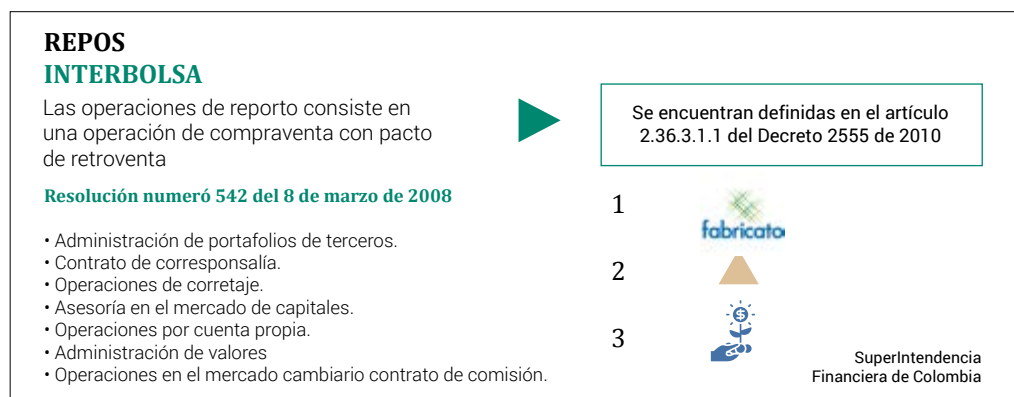 REPOS
INTERBOLSA
Las operaciones de reporto consiste en
una operación de compraventa con pacto
de retroventa
Resolución numeró 542 del 8 de marzo de 2008
• Administración de portafolios de terceros.
• Contrato de corresponsalía.
• Operaciones de corretaje.
• Asesoría en el mercado de capitales.
• Operaciones por cuenta propia.
• Administración de valores
• Operaciones en el mercado cambiario contrato de comisión.
Se encuentran definidas en el artículo
2.36.3.1.1 del Decreto 2555 de 2010
1
fabricato
2
3
$
SuperIntendencia
Financiera de Colombia